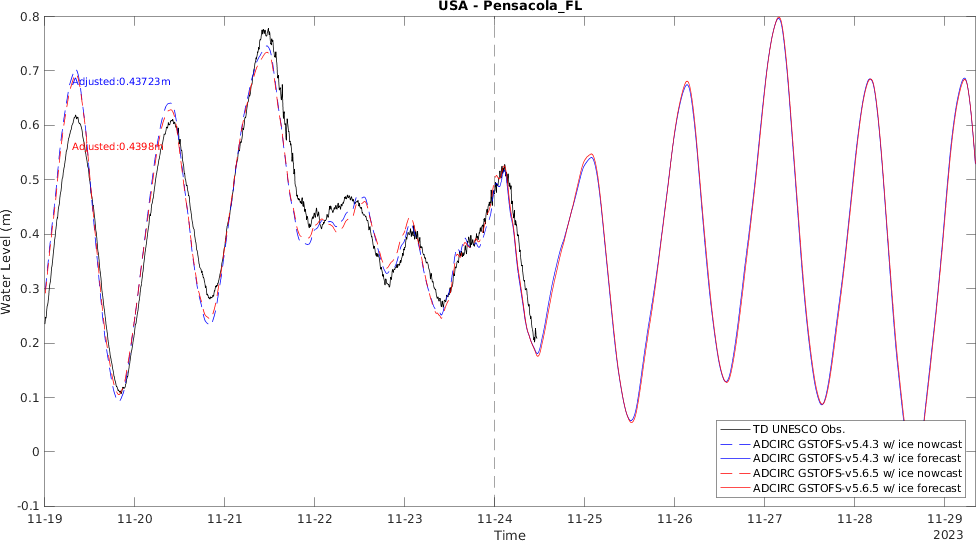 USA - Pensacola_FL
0.8
0.7
0.6
0.5
0.4
0.3
0.2
0.1
0
-0.1
Water Level (m)
Adjusted:0.43723m
Adjusted:0.4398m
TD UNESCO Obs.
ADCIRC GSTOFS-v5.4.3 w/ ice nowcast
ADCIRC GSTOFS-v5.4.3 w/ ice forecast
ADCIRC GSTOFS-v5.6.5 w/ ice nowcast
ADCIRC GSTOFS-v5.6.5 w/ ice forecast
11-19 11-20 11-21 11-22 11-23 11-24 11-25 11-26 11-27 11-28 11-29
Time 2023